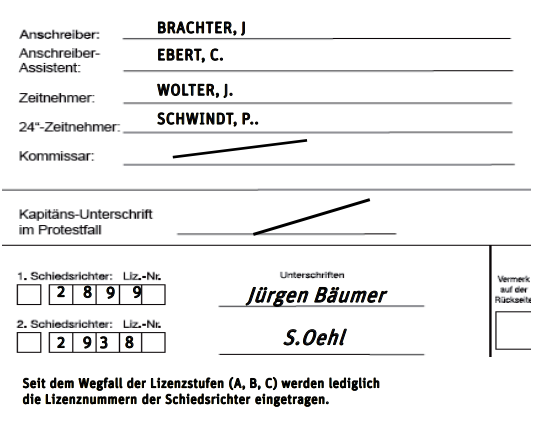 Anschreiber: BRACHTER, J
Anschreiber-
Assistent: EBERT, C.
Zeitnehmer: WOLTER, J.
24“-Zeitnehmer: SCHWINDT, P..
Kommissar:
Kapitäns-Unterschrift
im Protestfall
1. Schiedsrichter: Liz.-Nr. Unterschriften
2 8 9 9 Jürgen Bäumer
Vermerk
auf der
Rückseite
2. Schiedsrichter: Liz.-Nr.
2 9 3 8 S.Oehl
Seit dem Wegfall der Lizenzstufen (A, B, C) werden lediglich
die Lizenznummern der Schiedsrichter eingetragen.